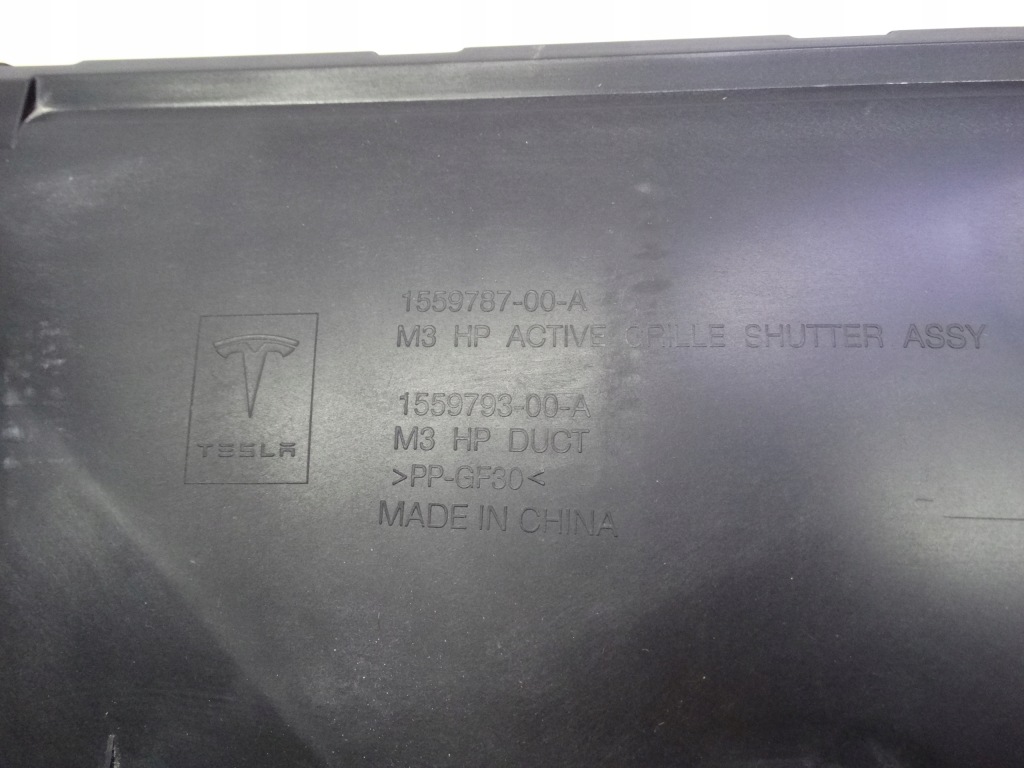 1559787-00-A
M3 HP ACTIVE GRILLE SHUTTER ASSY
1559793-00-A
M3 HP DUCT
>PP-GF30<
MADE IN CHINA
TESLA